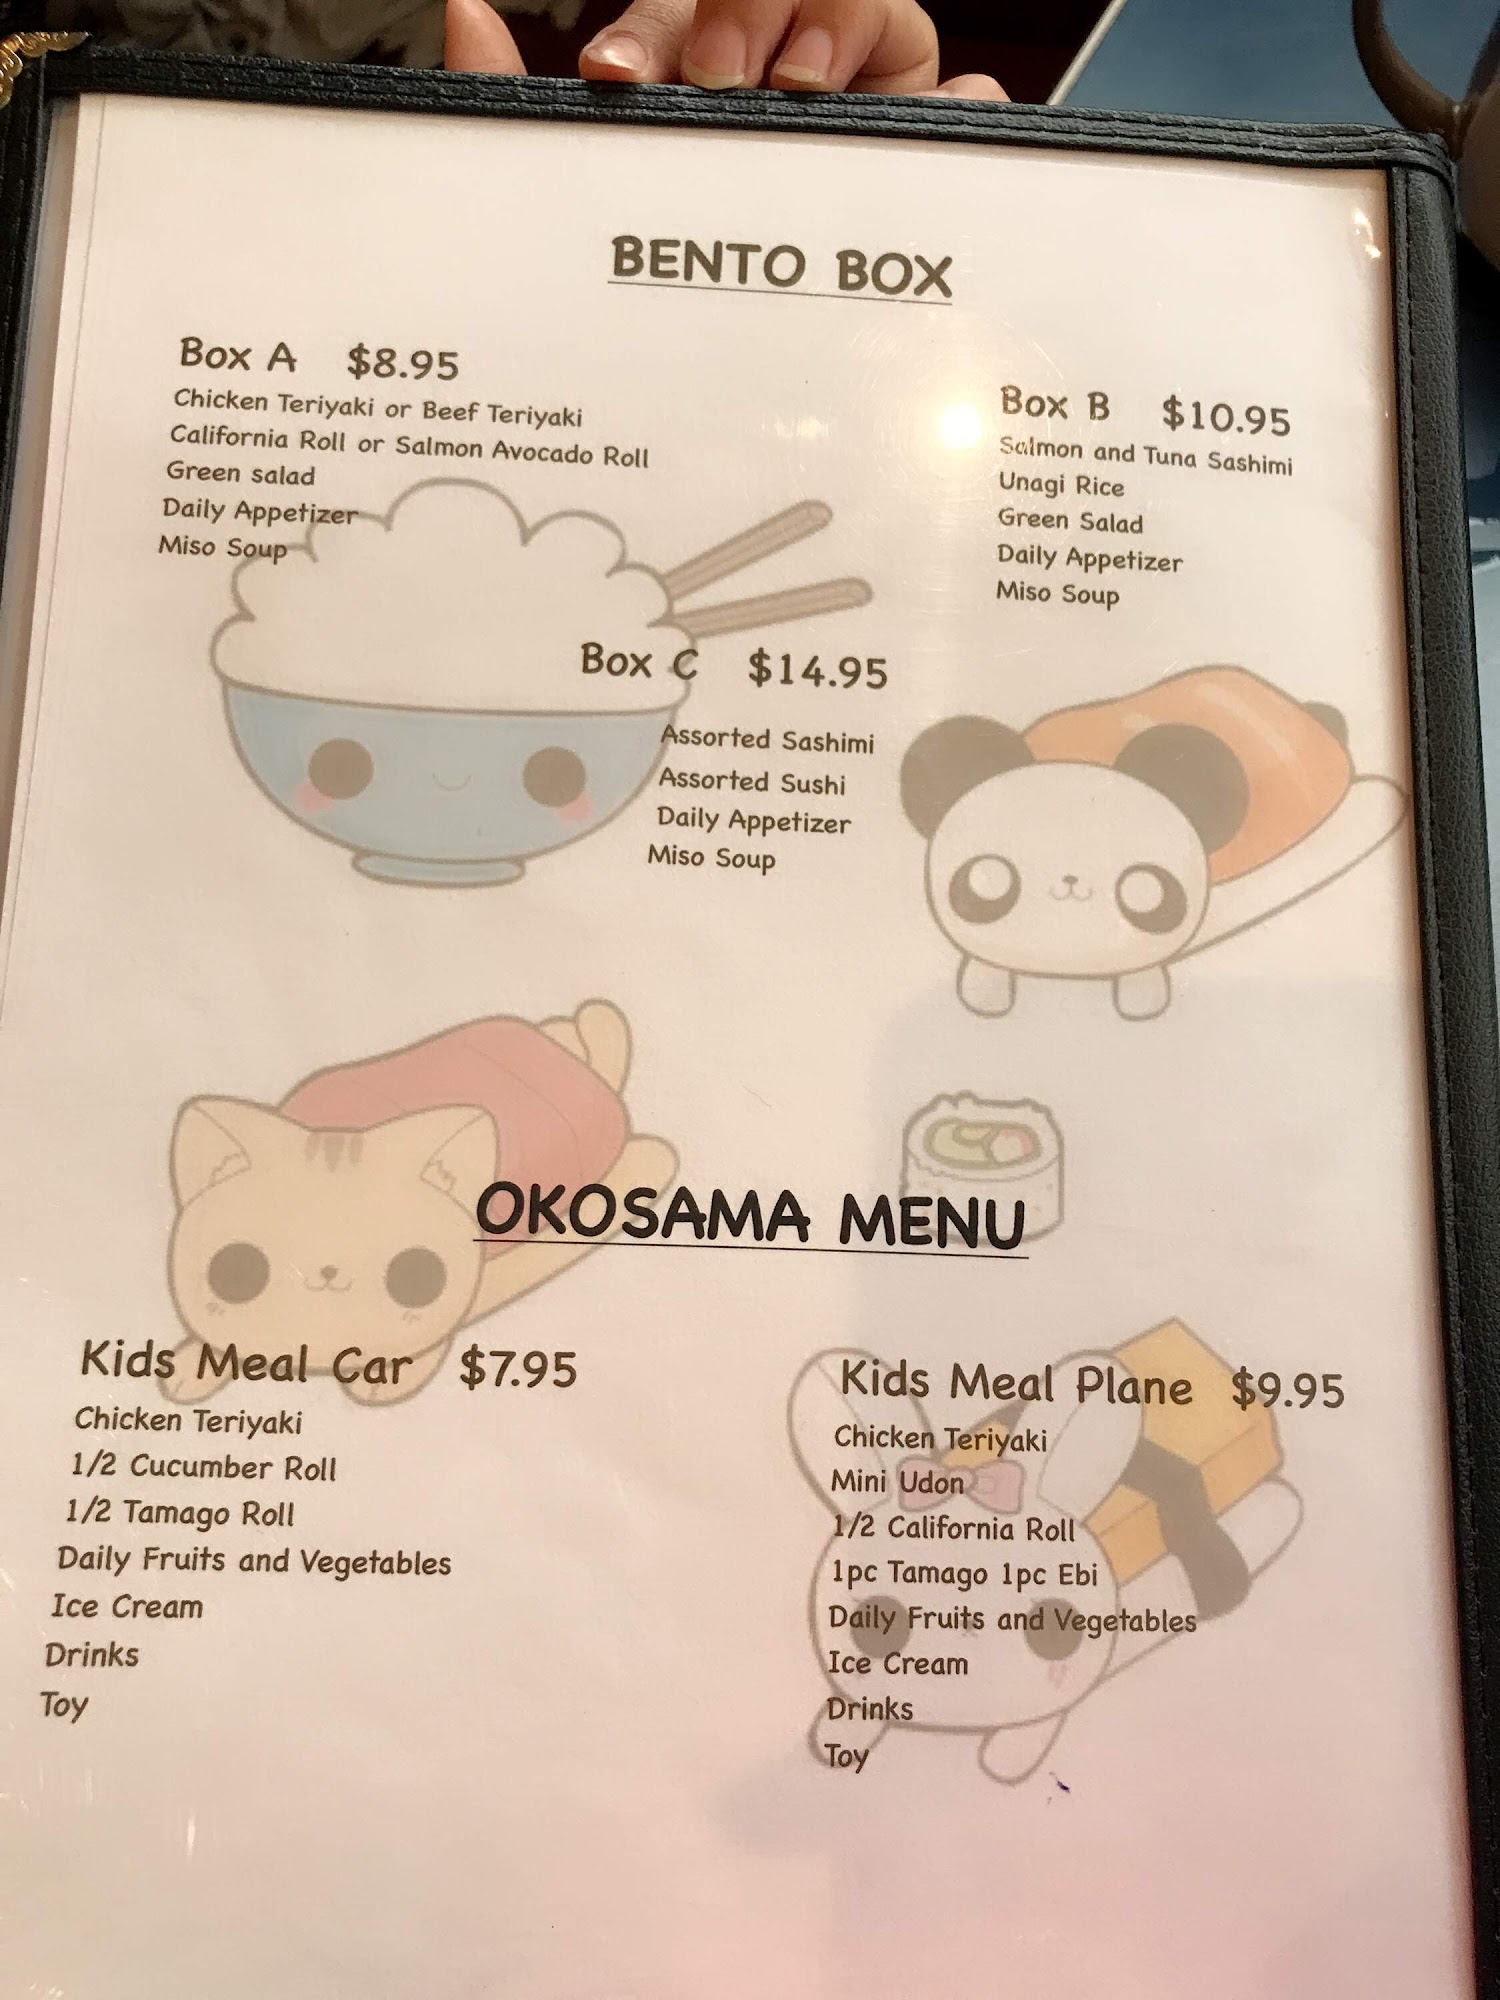 BENTO BOX
Box A $8.95
Chicken Teriyaki or Beef Teriyaki
California Roll or Salmon Avocado Roll
Green salad
Daily Appetizer
Miso Soup
Box B $10.95
Salmon and Tuna Sashimi
Unagi Rice
Green Salad
Daily Appetizer
Miso Soup
Box C $14.95
Assorted Sashimi
Assorted Sushi
Daily Appetizer
Miso Soup
OKOSAMA MENU
Kids Meal Car $7.95
Chicken Teriyaki
1/2 Cucumber Roll
1/2 Tamago Roll
Daily Fruits and Vegetables
Ice Cream
Drinks
Toy
Kids Meal Plane $9.95
Chicken Teriyaki
Mini Udon
1/2 California Roll
1pc Tamago 1pc Ebi
Daily Fruits and Vegetables
Ice Cream
Drinks
Toy